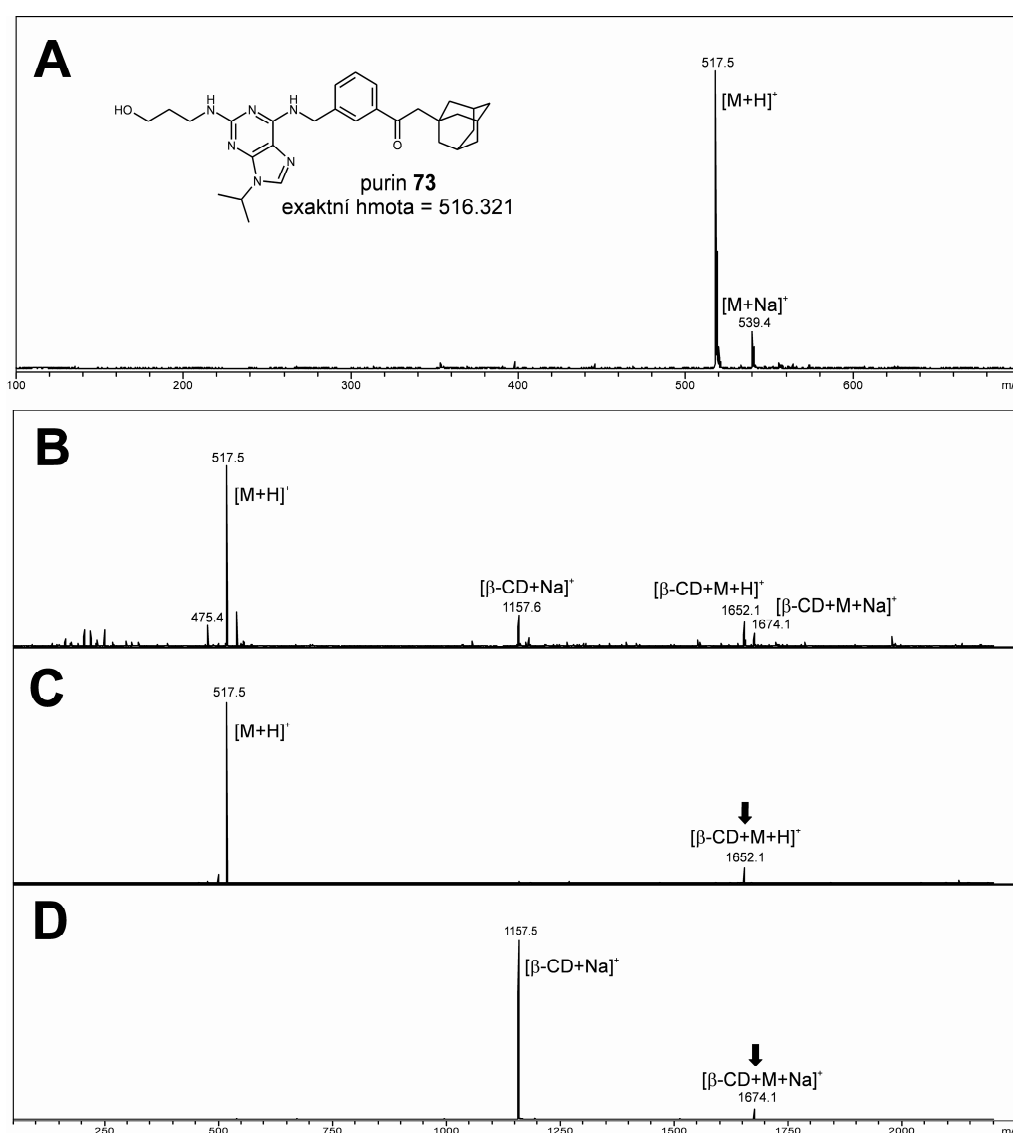 A
517.5
[M+H]+
HO
H
N
N
H
N
N
N
N
N
O
purin 73
exaktní hmota = 516.321
[M+Na]+
539.4
100
200
300
400
500
600
m/
B
517.5
[M+H]+
475.4
[β-CD+Na]+
1157.6
[β-CD+M+H]+
1652.1
[β-CD+M+Na]+
1674.1
C
517.5
[M+H]+
[β-CD+M+H]+
1652.1
D
1157.5
[β-CD+Na]+
[β-CD+M+Na]+
1674.1
250
500
750
1000
1250
1500
1750
2000